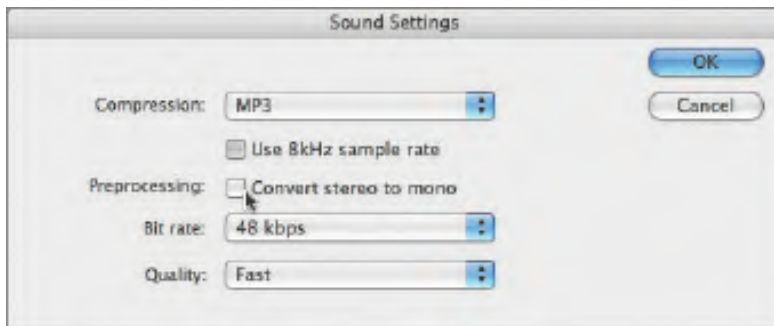 Sound Settings
OK
Compression: MP3
Cancel
Use 8kHz sample rate
Preprocessing: Convert stereo to mono
Bit rate: 48 kbps
Quality: Fast